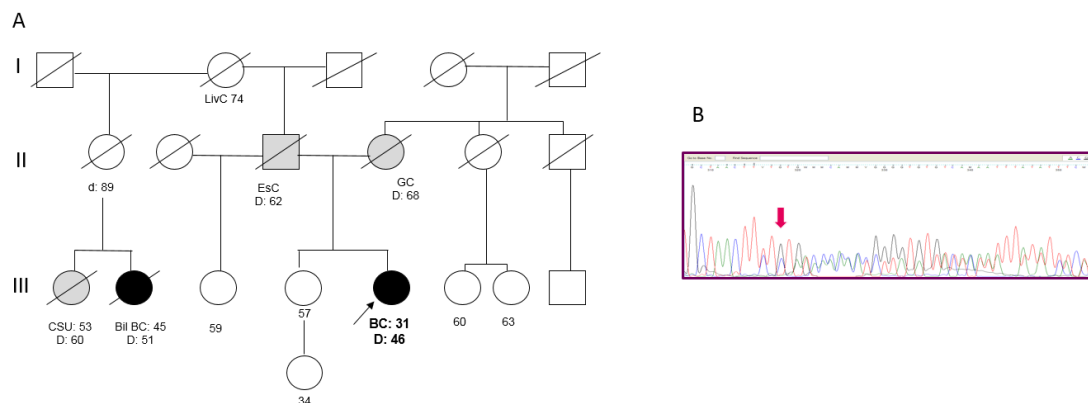 A
B
I
LivC 74
II
d: 89
EsC
D: 62
GC
D: 68
III
CSU: 53
D: 60
Bil BC: 45
D: 51
59
57
BC: 31
D: 46
60
63
34